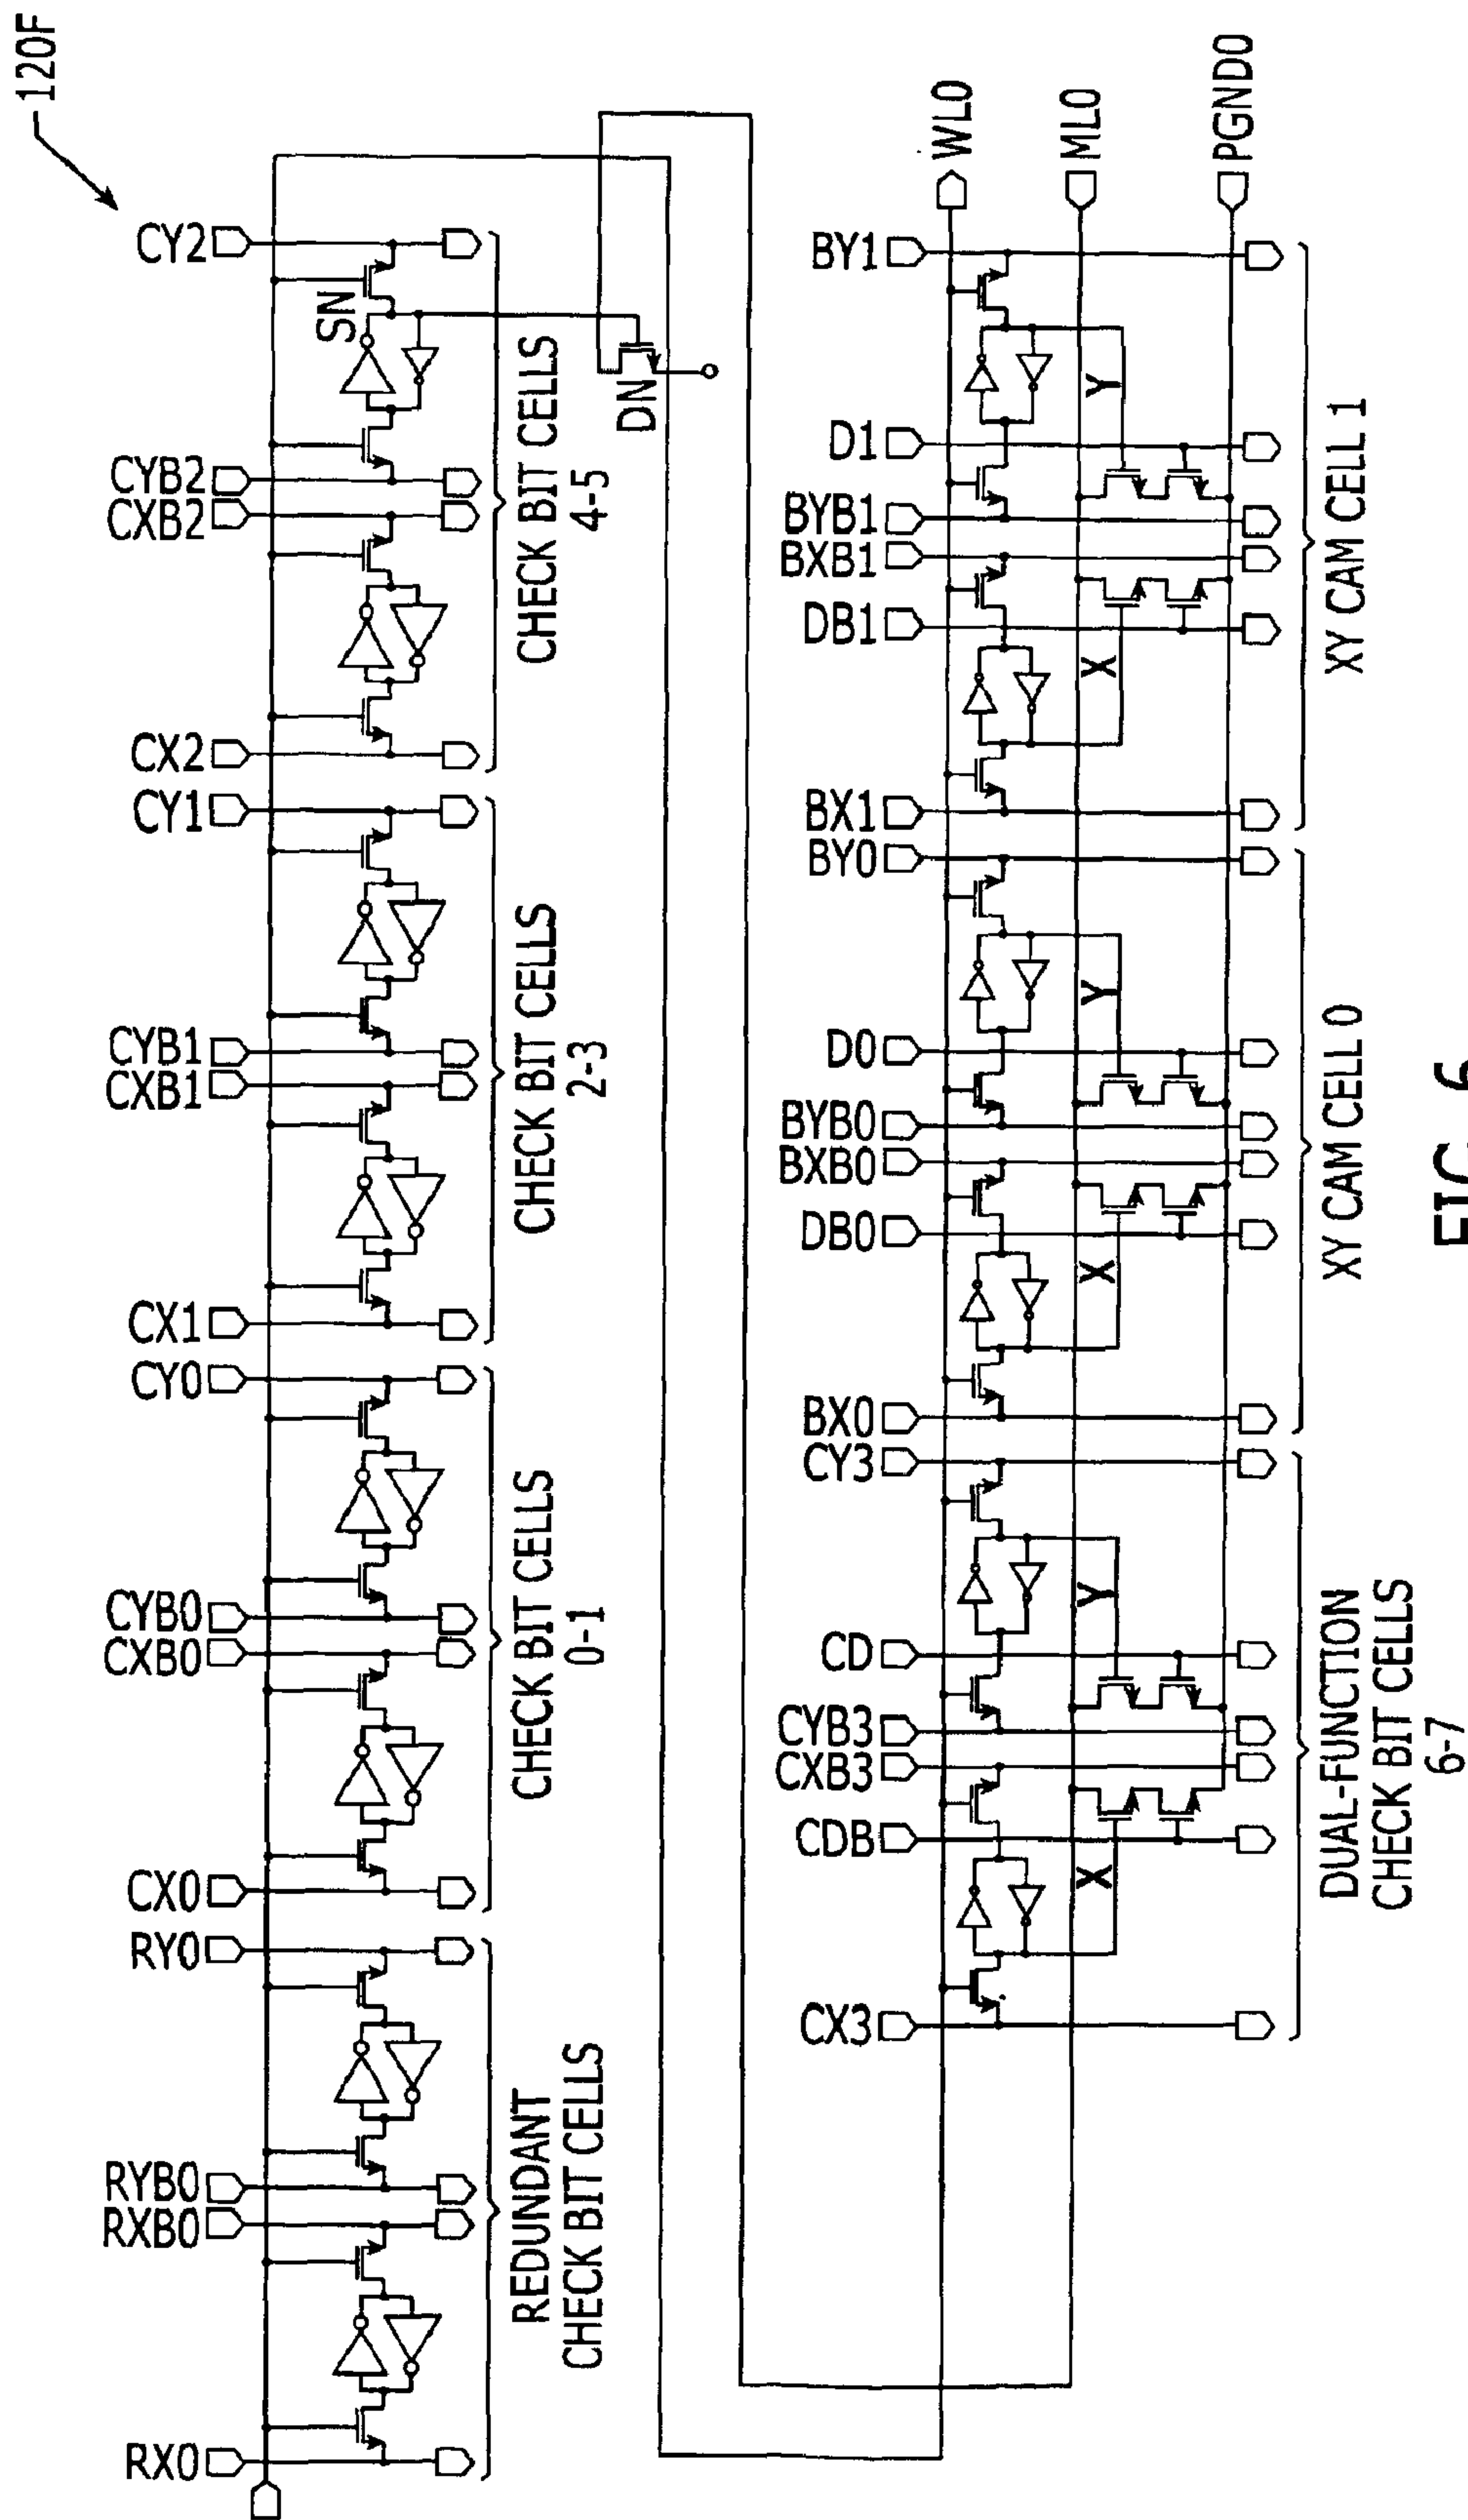 120F
RX0
RXB0
RYB0
RY0
CX0
CXB0
CYB0
CY0
CX1
CXB1
CYB1
CY1
CX2
CXB2
CYB2
CY2
SN
REDUNDANT
CHECK BIT CELLS
CHECK BIT CELLS
0-1
CHECK BIT CELLS
2-3
CHECK BIT CELLS
4-5
DN
CX3
CDB
CXB3
CYB3
CD
CY3
BX0
DB0
BXB0
BYB0
D0
BY0
BX1
DB1
BXB1
BYB1
D1
BY1
WL0
X
Y
X
Y
X
Y
ML0
PGND0
DUAL-FUNCTION
CHECK BIT CELLS
6-7
XY CAM CELL 0
XY CAM CELL 1
FIG. 6